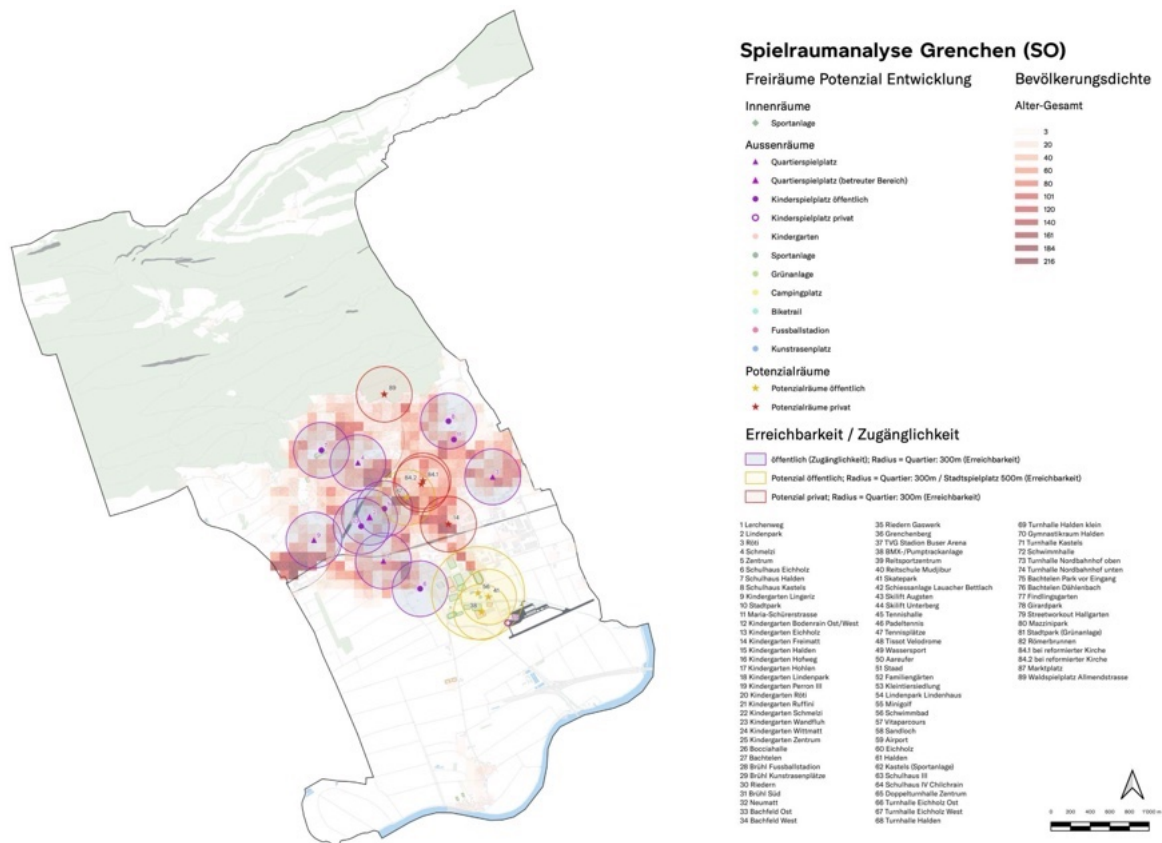 Spielraumanalyse Grenchen (SO)
Freiräume Potenzial Entwicklung
Innenräume
Sportanlage
Aussenräume
Quartierspielplatz
Quartierspielplatz (betreuter Bereich)
Kinderspielplatz öffentlich
Kinderspielplatz privat
Kindergarten
Sportanlage
Grünanlage
Campingplatz
Biketrail
Fussballstadion
Kunstrasenplatz
Potenzialräume
Potenzialräume öffentlich
Potenzialräume privat
Bevölkerungsdichte
Alter-Gesamt
3
20
40
60
80
101
120
140
161
184
216
Erreichbarkeit / Zugänglichkeit
öffentlich (Zugänglichkeit); Radius = Quartier: 300m (Erreichbarkeit)
Potenzial öffentlich; Radius = Quartier: 300m / Stadtspielplatz 500m (Erreichbarkeit)
Potenzial privat; Radius = Quartier: 300m (Erreichbarkeit)
1 Lerchenweg
2 Lindenpark
3 Röti
4 Schmelzi
5 Zentrum
6 Schulhaus Eichholz
7 Schulhaus Halden
8 Schulhaus Kastels
9 Kindergarten Lingeriz
10 Stadtpark
11 Maria-Schürerstrasse
12 Kindergarten Bodenrain Ost/West
13 Kindergarten Eichholz
14 Kindergarten Freimatt
15 Kindergarten Halden
16 Kindergarten Hofweg
17 Kindergarten Hohlen
18 Kindergarten Lindenpark
19 Kindergarten Perron III
20 Kindergarten Röti
21 Kindergarten Ruffini
22 Kindergarten Schmelzi
23 Kindergarten Wandfluh
24 Kindergarten Wittmatt
25 Kindergarten Zentrum
26 Bocciahalle
27 Bachtelen
28 Brühl Fussballstadion
29 Brühl Kunstrasenplätze
30 Riedern
31 Brühl Süd
32 Neumatt
33 Bachfeld Ost
34 Bachfeld West
35 Riedern Gaswerk
36 Grenchenberg
37 TVG Stadion Buser Arena
38 BMX-/Pumptrackanlage
39 Reitsportzentrum
40 Reitschule Mudjibur
41 Skatepark
42 Schiessanlage Lauacher Bettlach
43 Skilift Augsten
44 Skilift Unterberg
45 Tennishalle
46 Padeltennis
47 Tennisplätze
48 Tissot Velodrome
49 Wassersport
50 Aareufer
51 Staad
52 Familiengärten
53 Kleintiersiedlung
54 Lindenpark Lindenhaus
55 Minigolf
56 Schwimmbad
57 Vitaparcours
58 Sandloch
59 Airport
60 Eichholz
61 Halden
62 Kastels (Sportanlage)
63 Schulhaus III
64 Schulhaus IV Chilchrain
65 Doppelturnhalle Zentrum
66 Turnhalle Eichholz Ost
67 Turnhalle Eichholz West
68 Turnhalle Halden
69 Turnhalle Halden klein
70 Gymnastikraum Halden
71 Turnhalle Kastels
72 Schwimmhalle
73 Turnhalle Nordbahnhof oben
74 Turnhalle Nordbahnhof unten
75 Bachtelen Park vor Eingang
76 Bachtelen Dählenbach
77 Findlingsgarten
78 Girardpark
79 Streetworkout Hallgarten
80 Mazzinipark
81 Stadtpark (Grünanlage)
82 Römerbrunnen
84.1 bei reformierter Kirche
84.2 bei reformierter Kirche
87 Marktplatz
89 Waldspielplatz Allmendstrasse
89
84.2
84.1
14
38
0 200 400 600 800 1'000 m